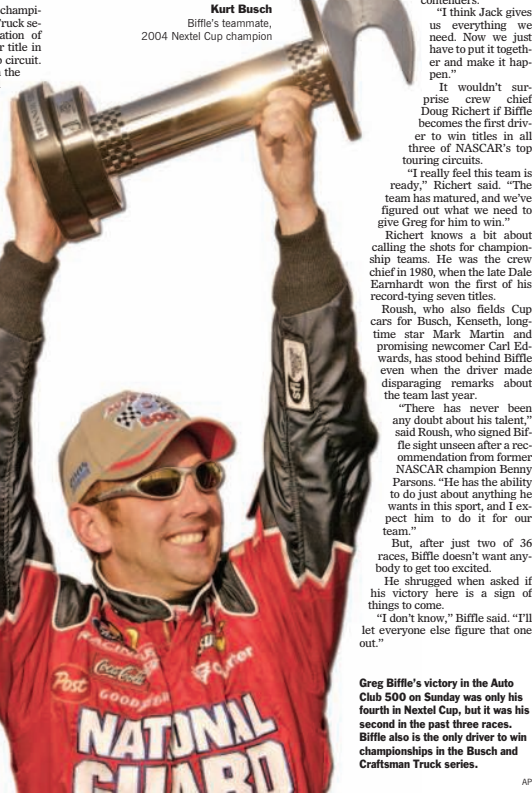 champi-
Truck se-
ation of
r title in
circuit.
the
Kurt Busch
Biffle's teammate,
2004 Nextel Cup champion
contenders.
“I think Jack gives
us everything we
need. Now we just
have to put it togeth-
er and make it hap-
pen.”
It wouldn't sur-
prise crew chief
Doug Richert if Biffle
becomes the first driv-
er to win titles in all
three of NASCAR's top
touring circuits.
“I really feel this team is
ready,” Richert said. “The
team has matured, and we've
figured out what we need to
give Greg for him to win.”
Richert knows a bit about
calling the shots for champion-
ship teams. He was the crew
chief in 1980, when the late Dale
Earnhardt won the first of his
record-tying seven titles.
Roush, who also fields Cup
cars for Busch, Kenseth, long-
time star Mark Martin and
promising newcomer Carl Ed-
wards, has stood behind Biffle
even when the driver made
disparaging remarks about
the team last year.
“There has never been
any doubt about his talent,”
said Roush, who signed Bif-
fle sight unseen after a rec-
ommendation from former
NASCAR champion Benny
Parsons. “He has the ability
to do just about anything he
wants in this sport, and I ex-
pect him to do it for our
team.”
But, after just two of 36
races, Biffle doesn't want any-
body to get too excited.
He shrugged when asked if
his victory here is a sign of
things to come.
“I don't know,” Biffle said. “I'll
let everyone else figure that one
out.”
500
RACING
Coca-Cola
Post
GOODYEAR
NATIONAL
GUARD
Greg Biffle's victory in the Auto
Club 500 on Sunday was only his
fourth in Nextel Cup, but it was his
second in the past three races.
Biffle also is the only driver to win
championships in the Busch and
Craftsman Truck series.
AP